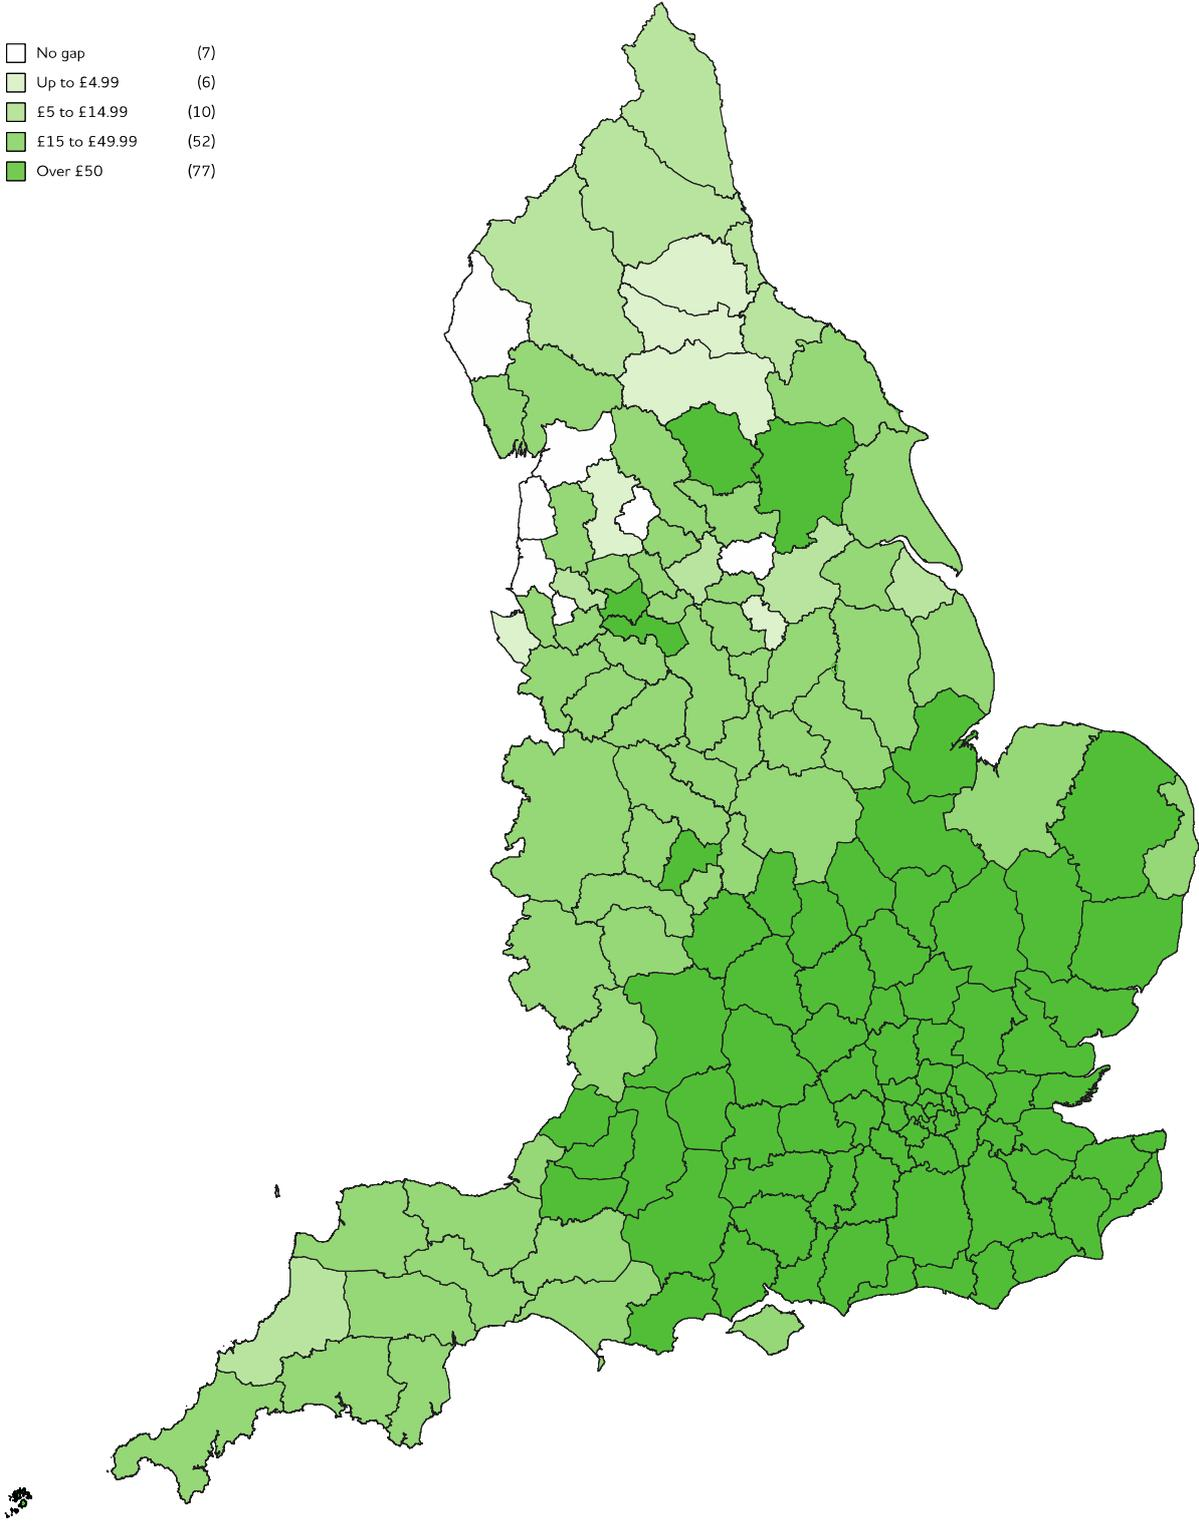 No gap (7)
Up to £4.99 (6)
£5 to £14.99 (10)
£15 to £49.99 (52)
Over £50 (77)